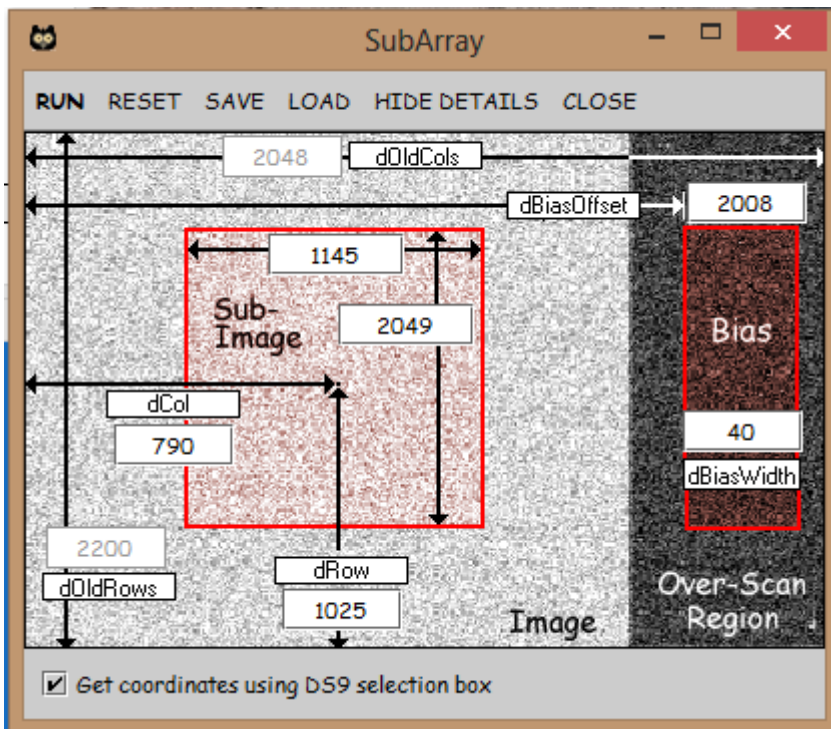 SubArray
RUN RESET SAVE LOAD HIDE DETAILS CLOSE
2048 dOldCols
dBiasOffset 2008
1145
Sub-
Image
2049
Bias
dCol
790
40
dBiasWidth
2200
dOldRows
dRow
1025
Image
Over-Scan
Region
Get coordinates using DS9 selection box